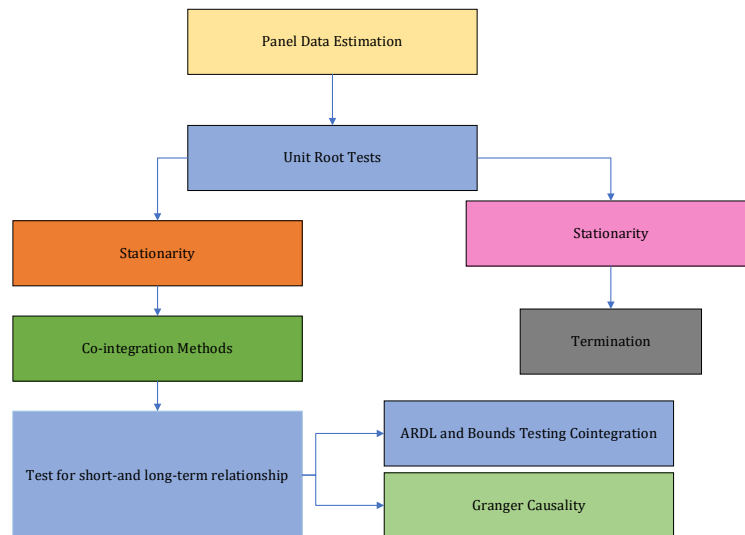 Panel Data Estimation
Unit Root Tests
Stationarity
Stationarity
Co-integration Methods
Termination
Test for short-and long-term relationship
ARDL and Bounds Testing Cointegration
Granger Causality